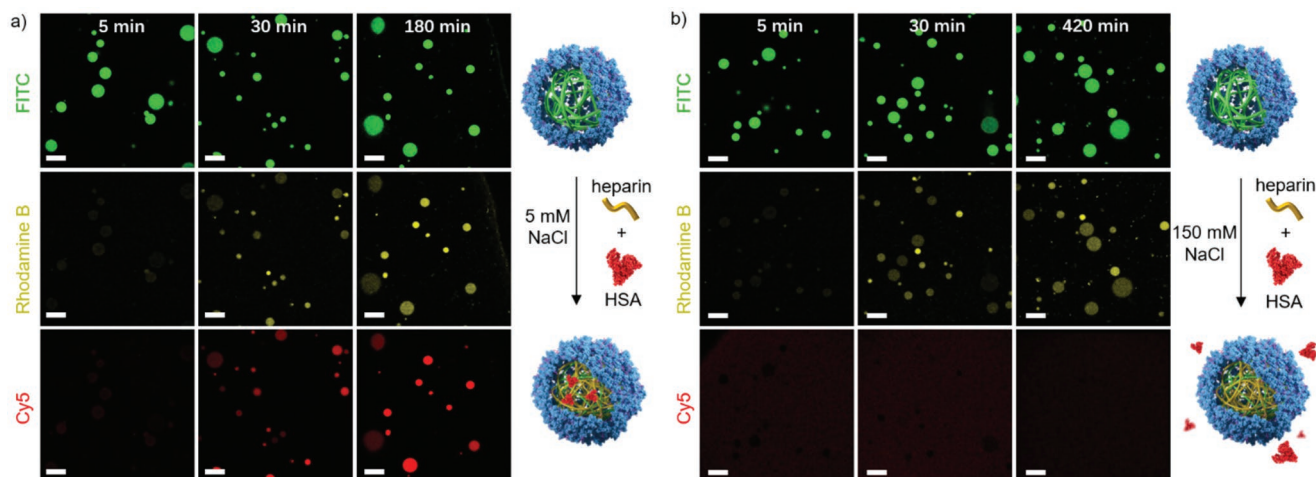 a)
5 min
30 min
180 min
FITC
Rhodamine B
Cy5
5 mM
NaCl
heparin
+
HSA
b)
5 min
30 min
420 min
FITC
Rhodamine B
Cy5
150 mM
NaCl
heparin
+
HSA